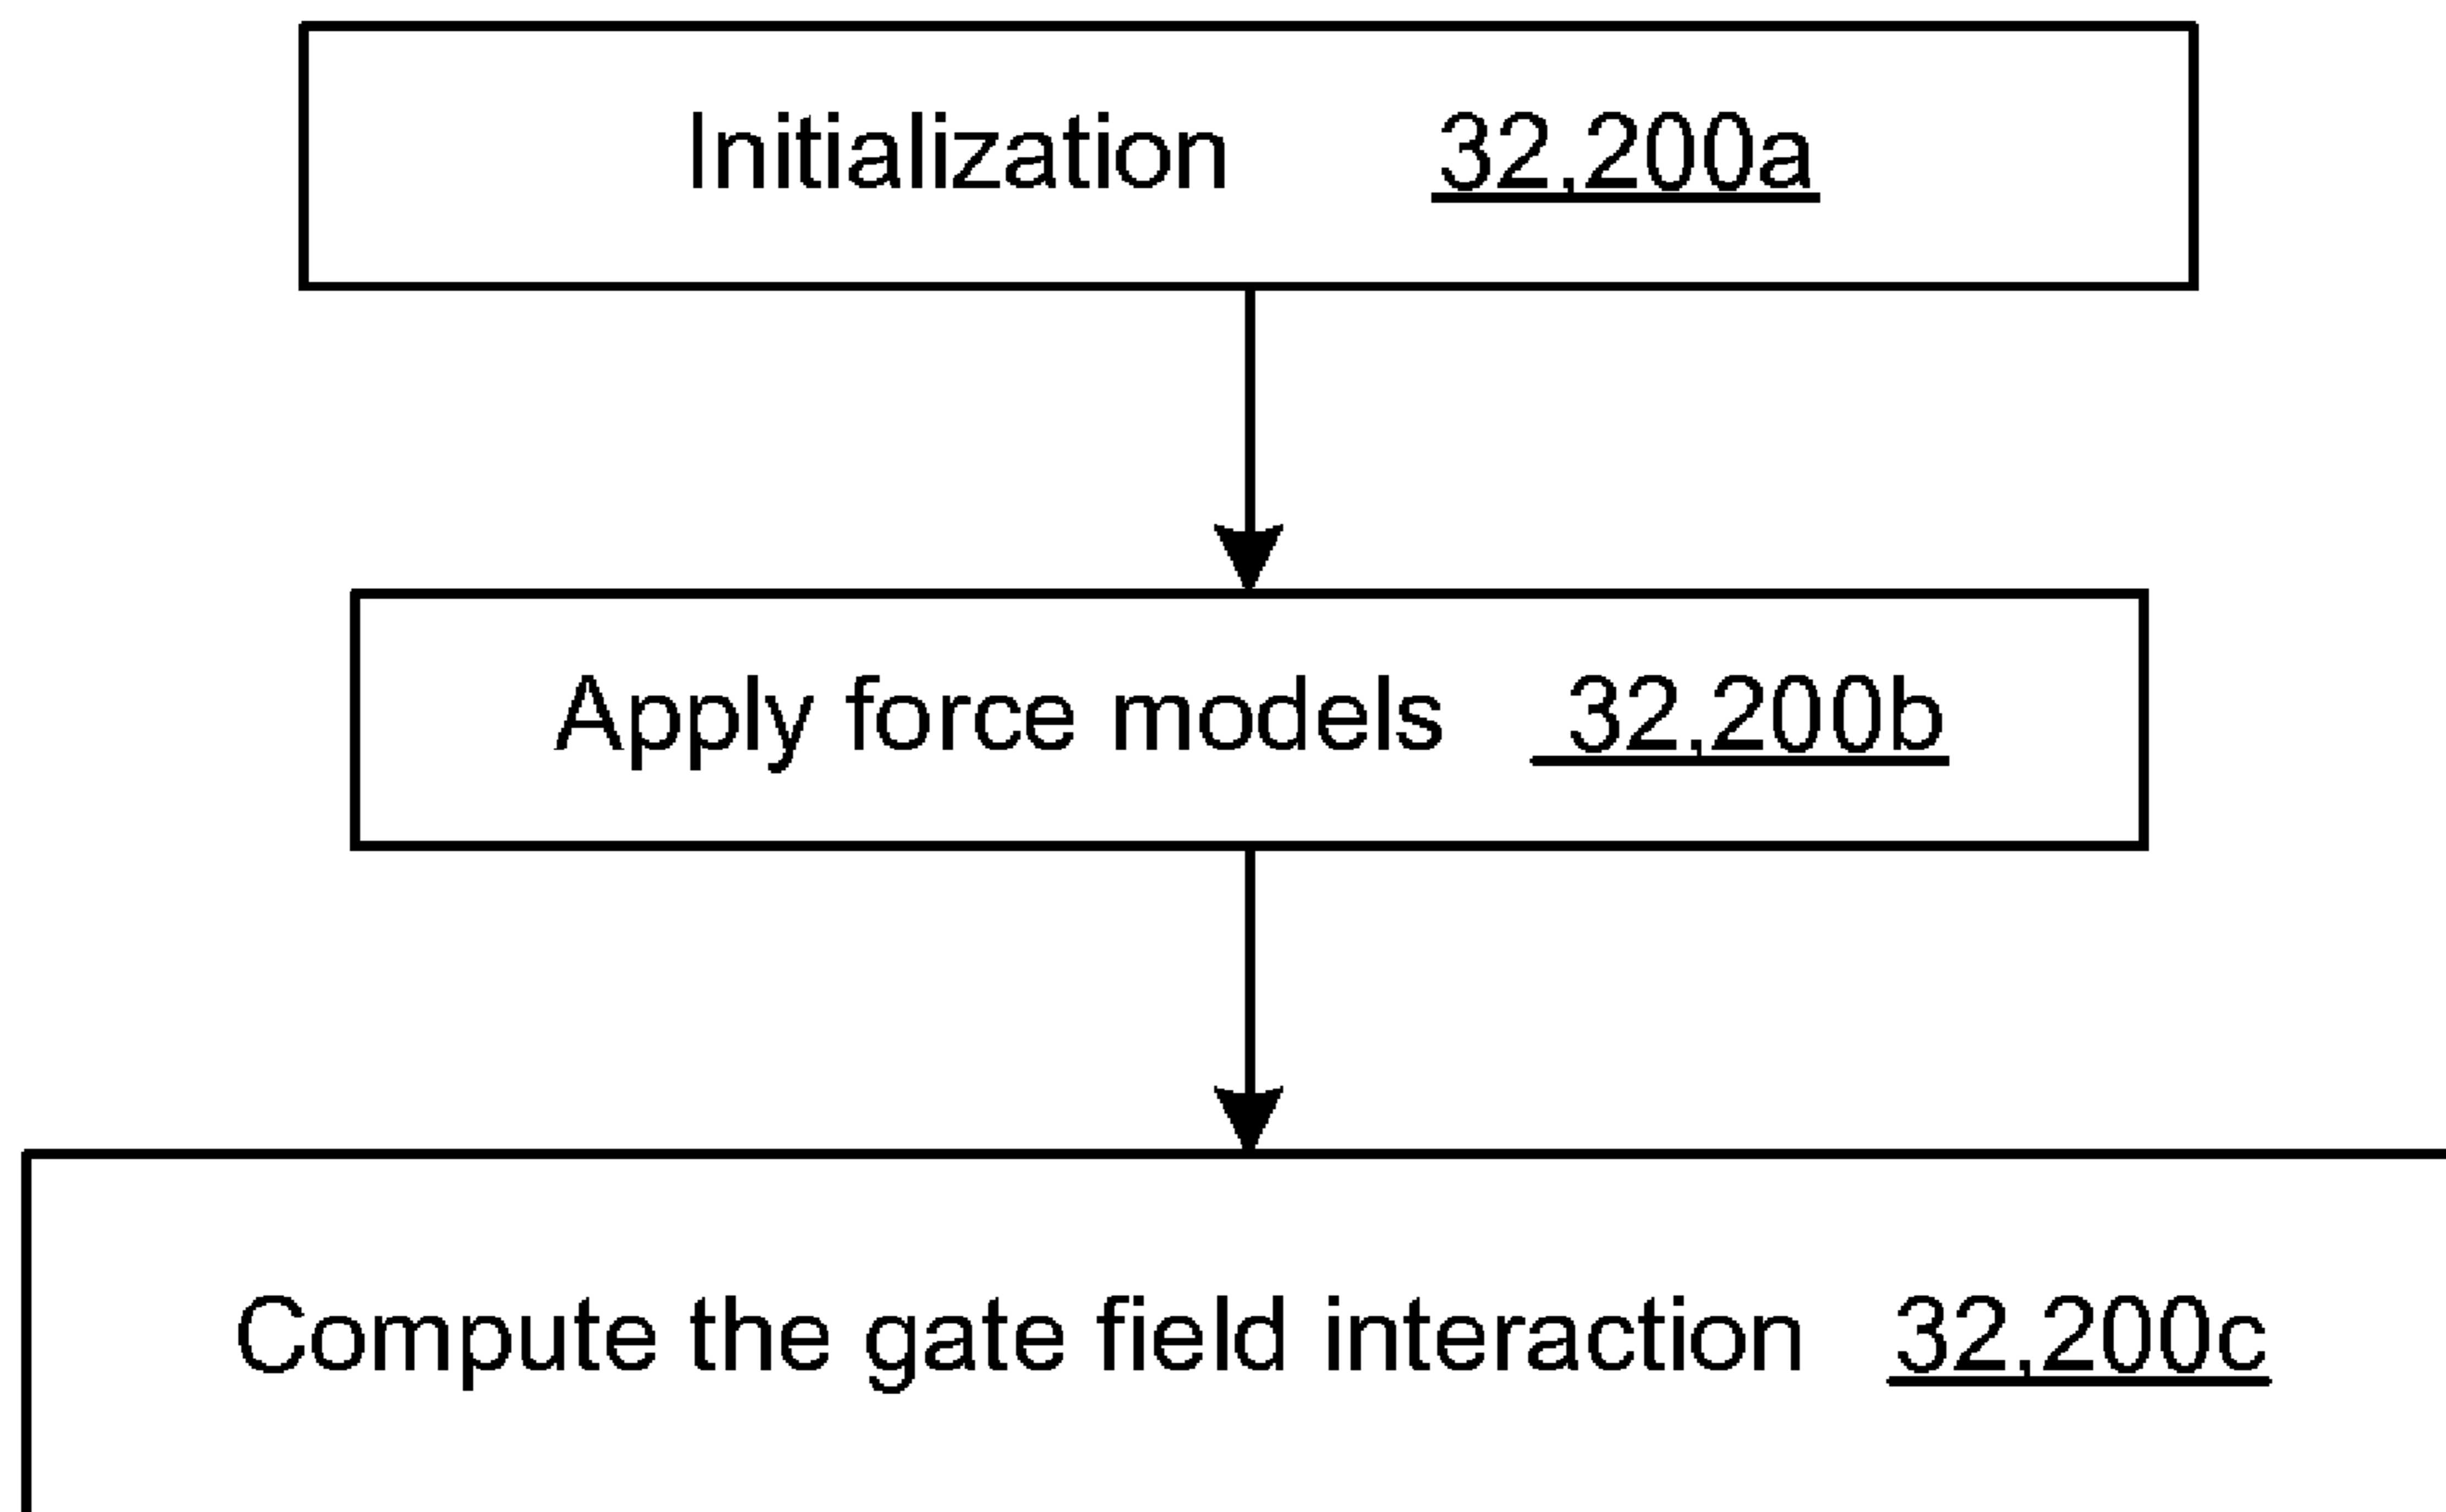 Initialization 32,200a
Apply force models 32,200b
Compute the gate field interaction 32,200c